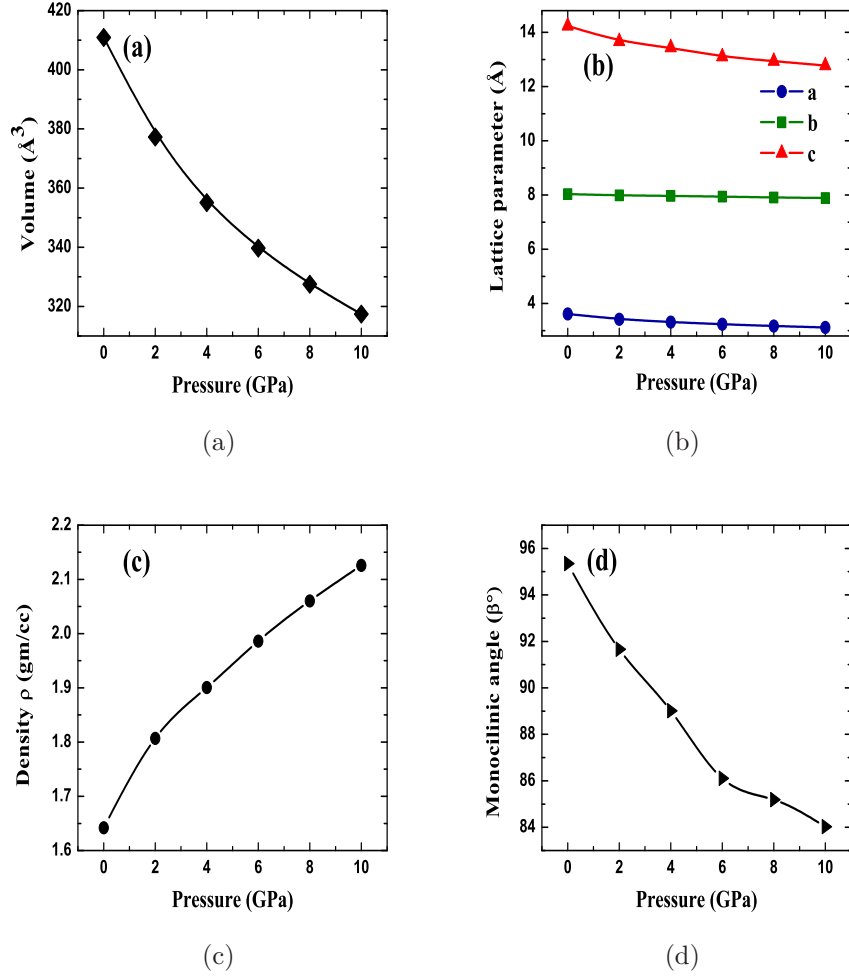 (a)
Volume (Å³)
420
400
380
360
340
320
0 2 4 6 8 10
Pressure (GPa)
(a)
(b)
Lattice parameter (Å)
14
12
10
8
6
4
a
b
c
0 2 4 6 8 10
Pressure (GPa)
(b)
(c)
Density ρ (gm/cc)
2.2
2.1
2.0
1.9
1.8
1.7
1.6
0 2 4 6 8 10
Pressure (GPa)
(c)
(d)
Monocilinic angle (β°)
96
94
92
90
88
86
84
0 2 4 6 8 10
Pressure (GPa)
(d)